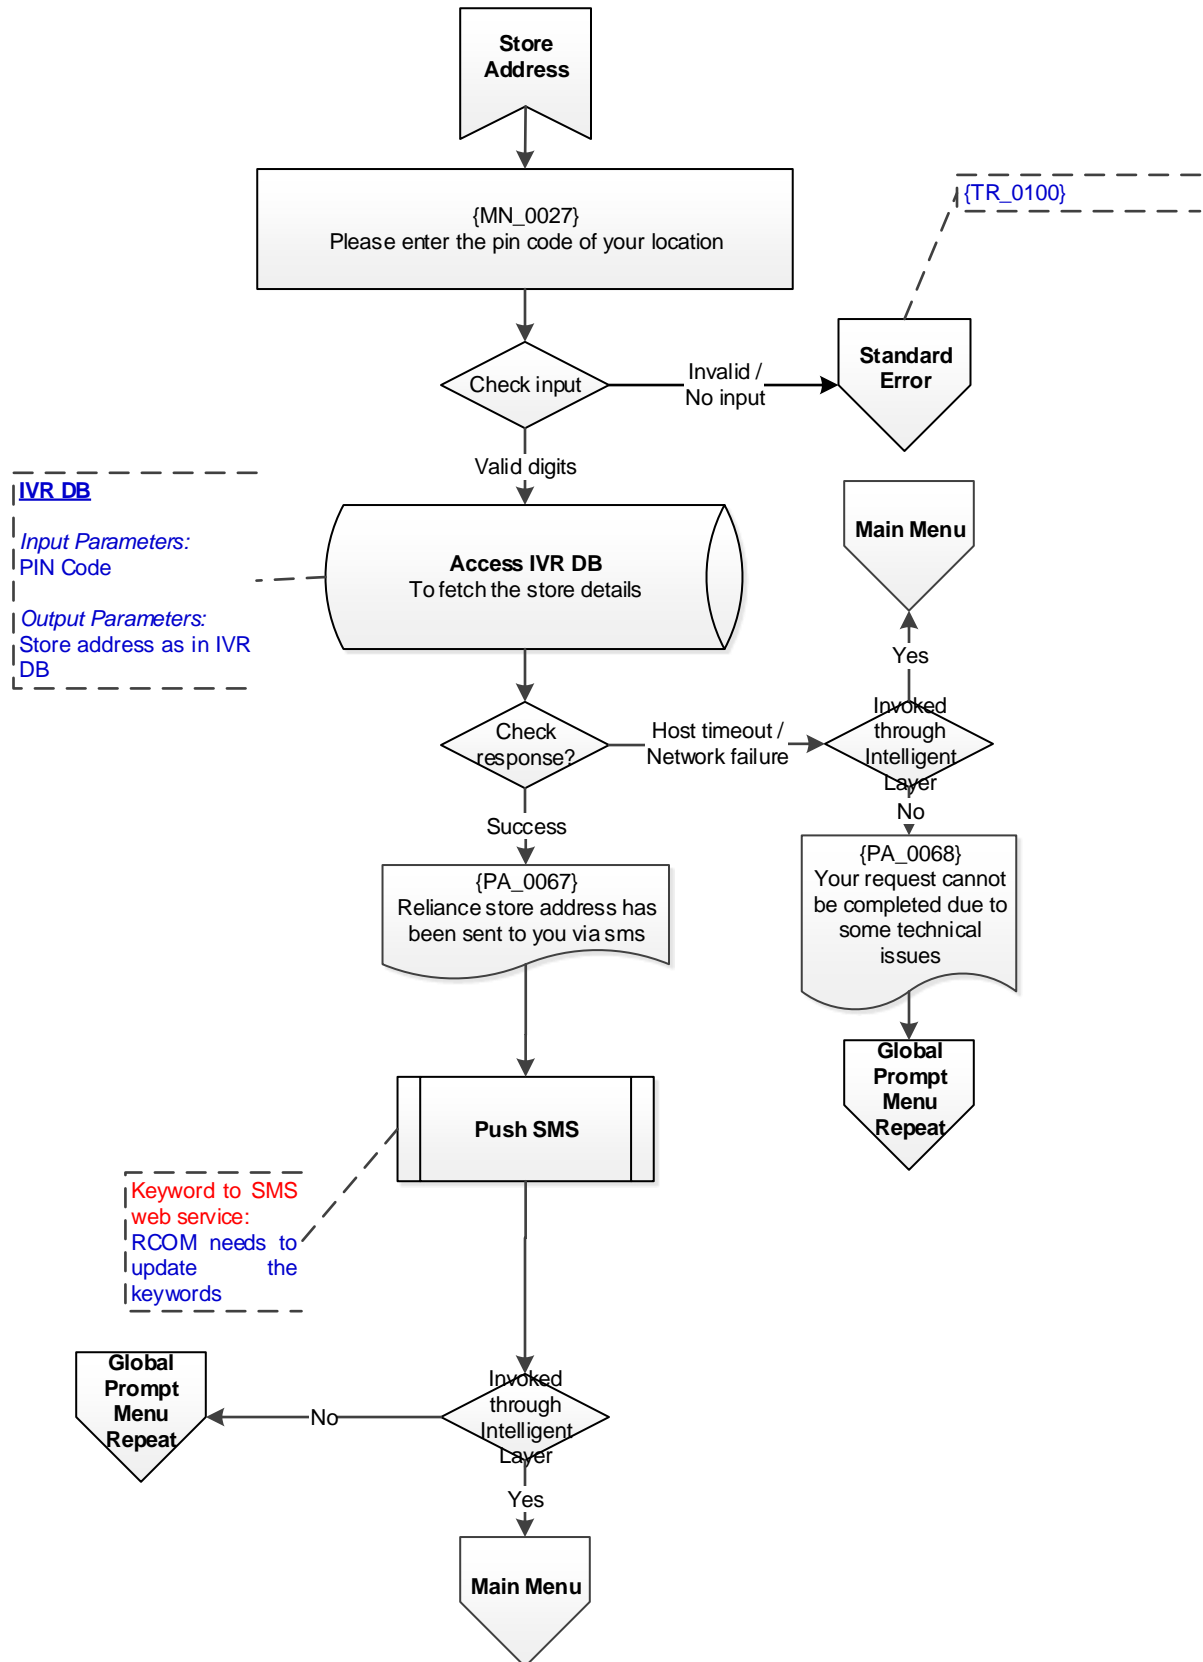 Store
Address
{MN_0027}
Please enter the pin code of your location
{TR_0100}
Check input
Invalid /
No input
Standard
Error
Valid digits
IVR DB
Input Parameters:
PIN Code
Output Parameters:
Store address as in IVR
DB
Access IVR DB
To fetch the store details
Main Menu
Yes
Check
response?
Host timeout /
Network failure
Invoked
through
Intelligent
Layer
No
Success
{PA_0067}
Reliance store address has
been sent to you via sms
{PA_0068}
Your request cannot
be completed due to
some technical
issues
Global
Prompt
Menu
Repeat
Push SMS
Keyword to SMS
web service:
RCOM needs to
update the
keywords
Global
Prompt
Menu
Repeat
No
Invoked
through
Intelligent
Layer
Yes
Main Menu